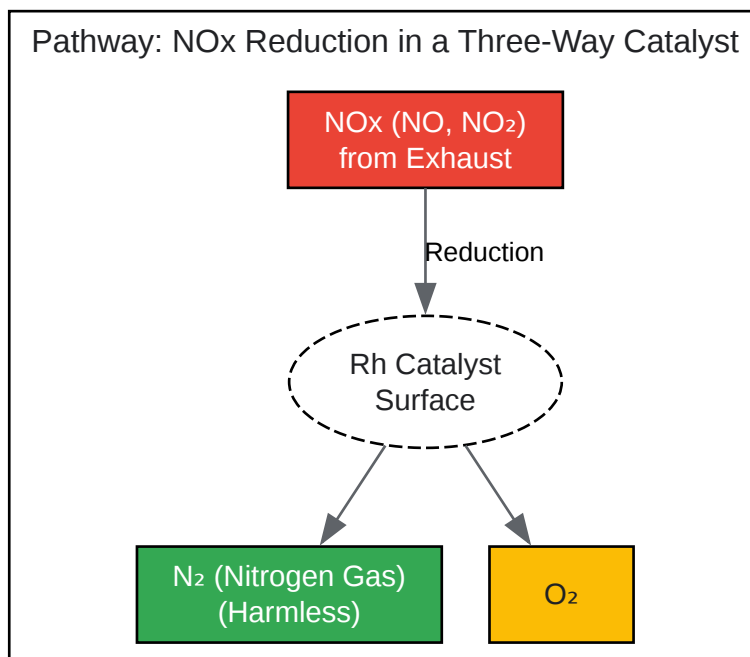 Pathway: NOx Reduction in a Three-Way Catalyst
NOx (NO, NO₂)
from Exhaust
Reduction
Rh Catalyst
Surface
N₂ (Nitrogen Gas)
(Harmless)
O₂